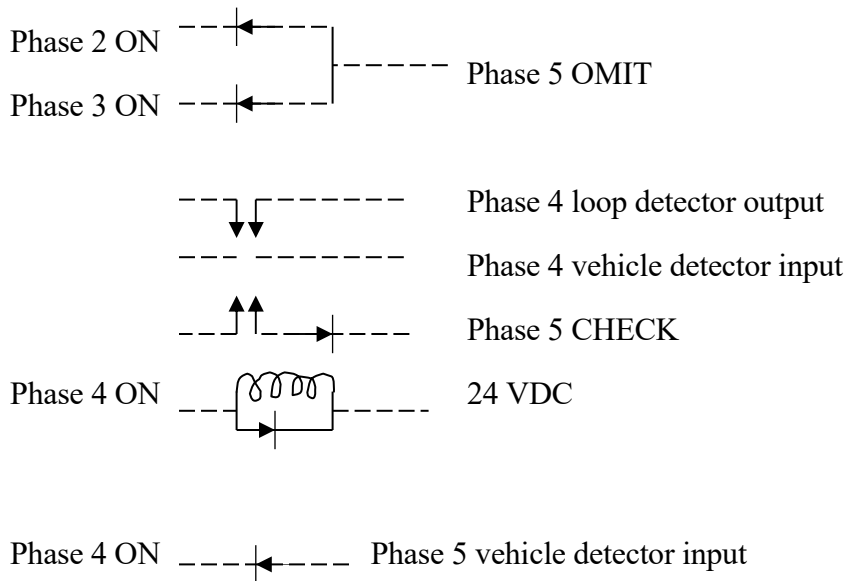 Phase 2 ON
Phase 5 OMIT
Phase 3 ON
Phase 4 loop detector output
Phase 4 vehicle detector input
Phase 5 CHECK
Phase 4 ON 24 VDC
Phase 4 ON Phase 5 vehicle detector input